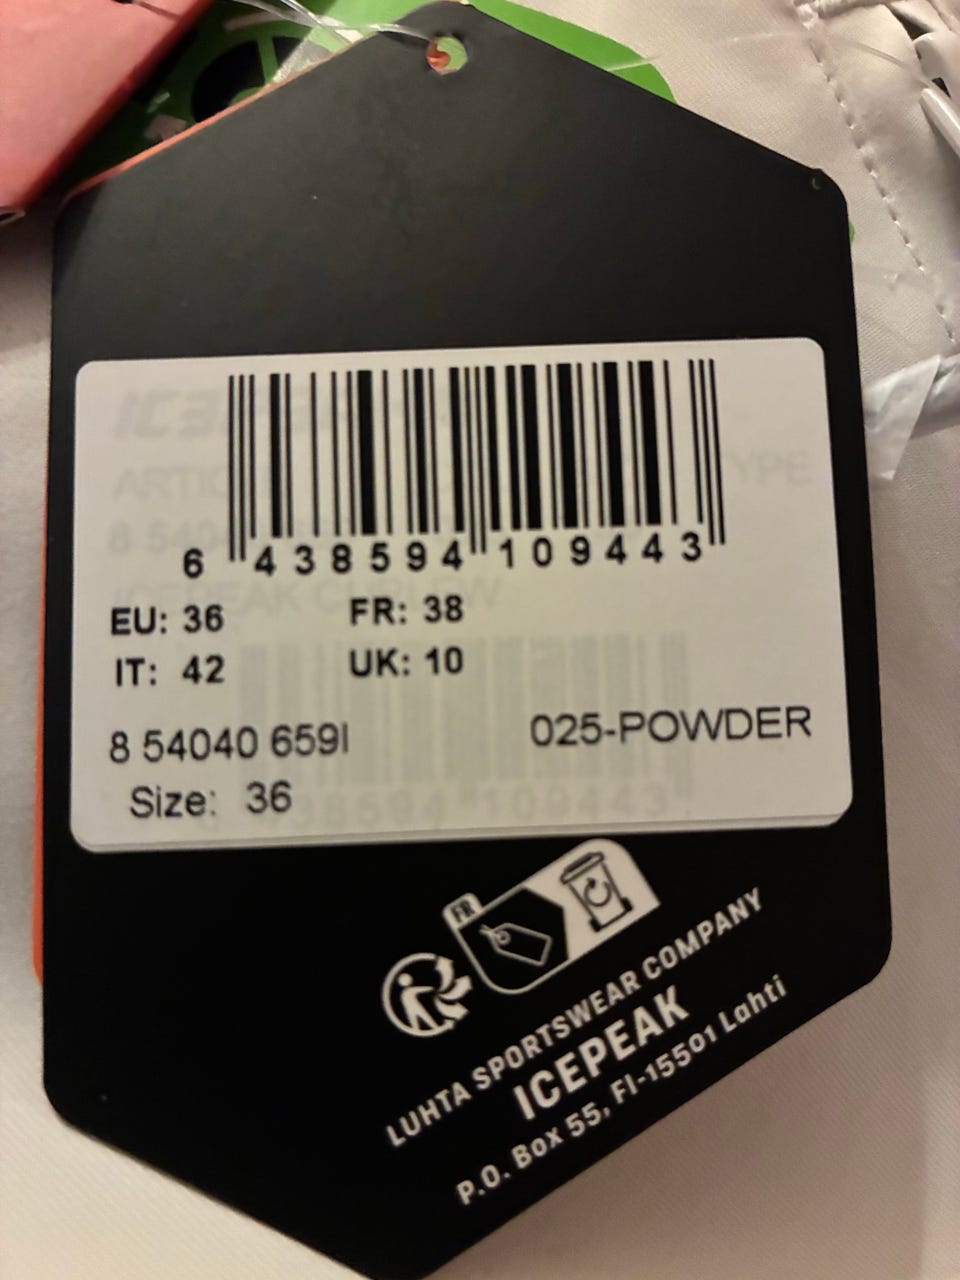 6 438594 109443
EU: 36 FR: 38
IT: 42 UK: 10
8 54040 659I 025-POWDER
Size: 36
FR
LUHTA SPORTSWEAR COMPANY
ICEPEAK
P.O. Box 55, FI-15501 Lahti